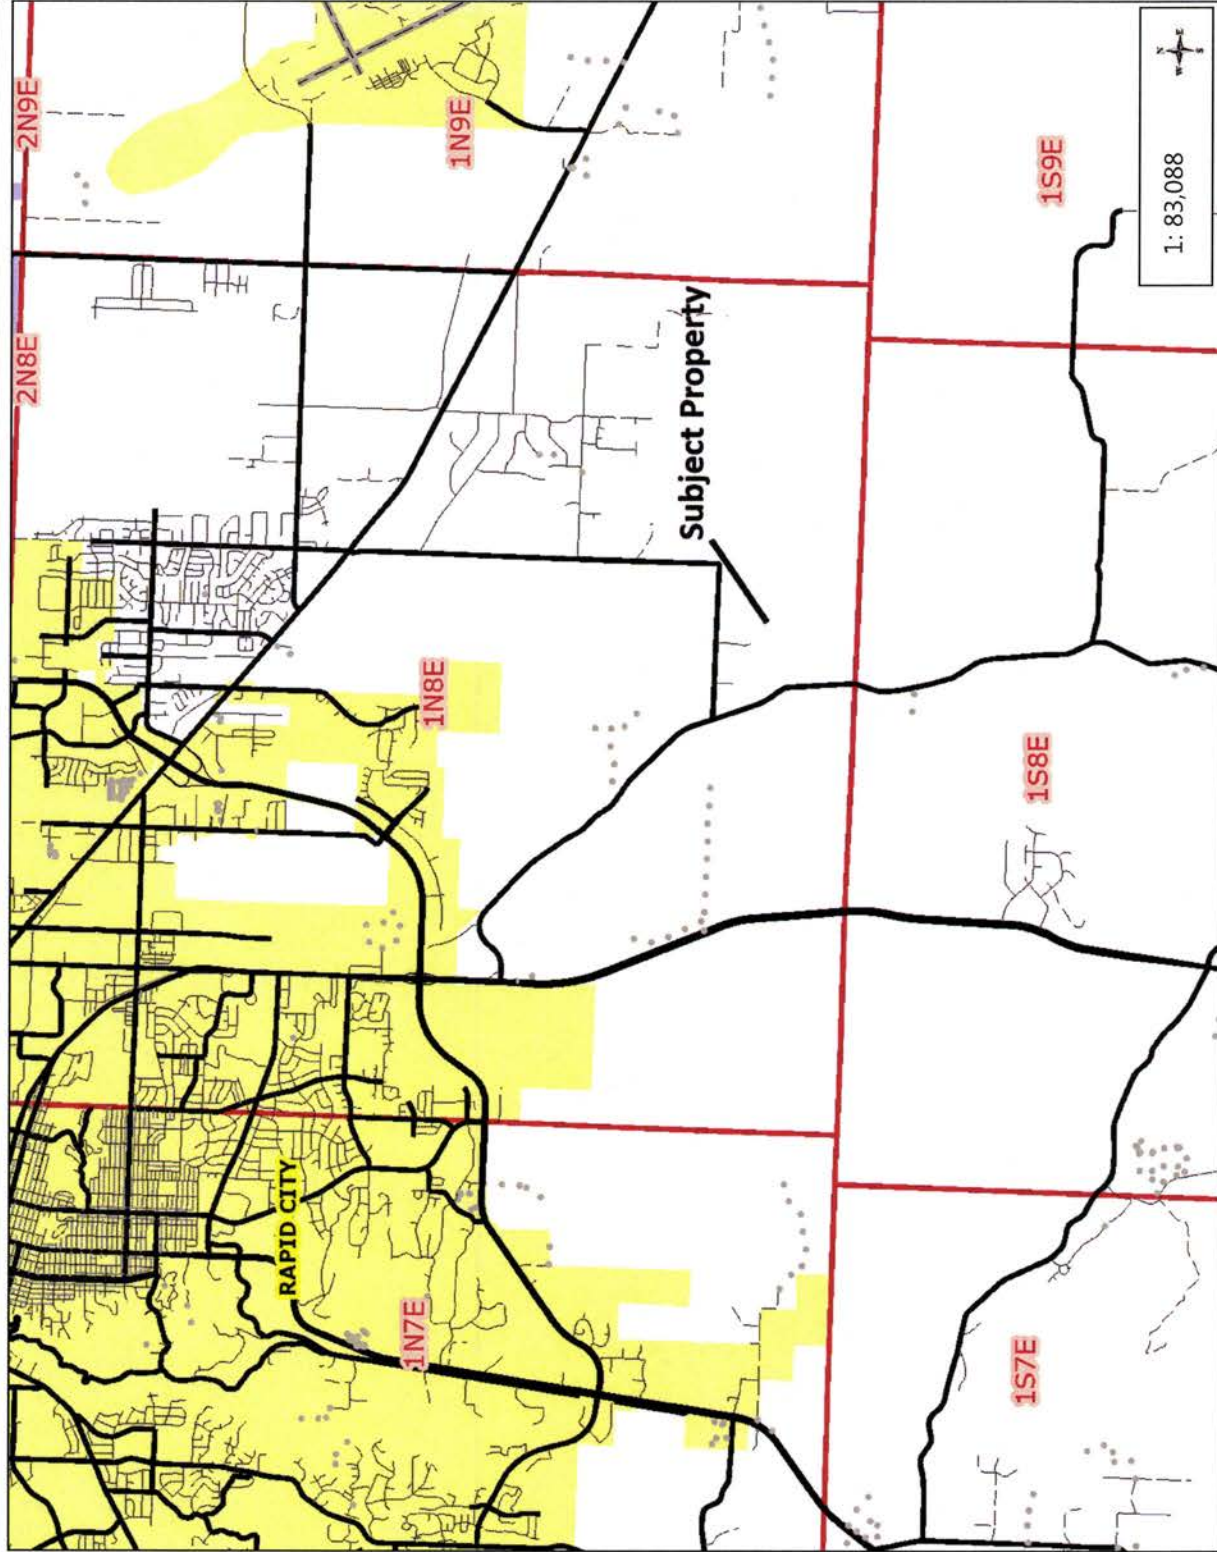 2N8E
2N9E
RAPID CITY
1N7E
1N8E
1N9E
Subject Property
1S7E
1S8E
1S9E
1: 83,088
N
W
E
S